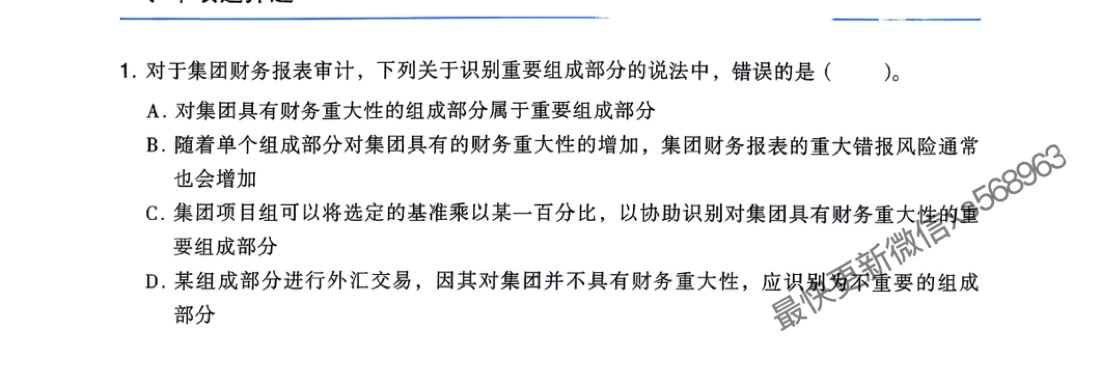 1. 对于集团财务报表审计，下列关于识别重要组成部分的说法中，错误的是（　　）。
A. 对集团具有财务重大性的组成部分属于重要组成部分
B. 随着单个组成部分对集团具有的财务重大性的增加，集团财务报表的重大错报风险通常
也会增加
C. 集团项目组可以将选定的基准乘以某一百分比，以协助识别对集团具有财务重大性的重
要组成部分
D. 某组成部分进行外汇交易，因其对集团并不具有财务重大性，应识别为不重要的组成
部分
最快更新微信xs568963